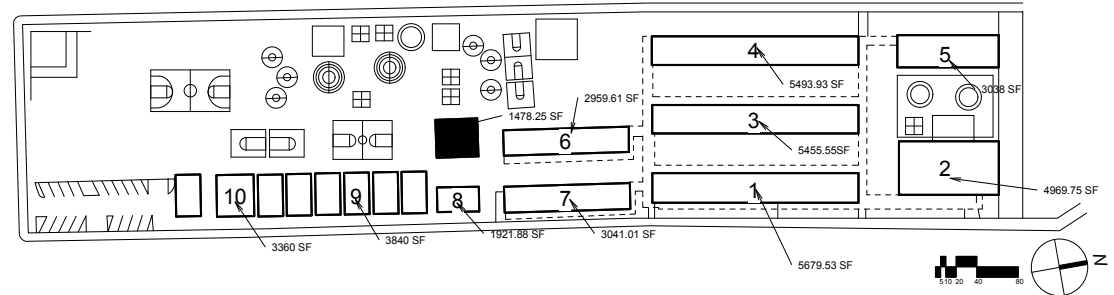 4
5493.93 SF
5
3038 SF
2959.61 SF
1478.25 SF
6
3
5455.55SF
2
4969.75 SF
10
3360 SF
9
3840 SF
8
1921.88 SF
7
3041.01 SF
1
5679.53 SF
5 10 20 40 80
N